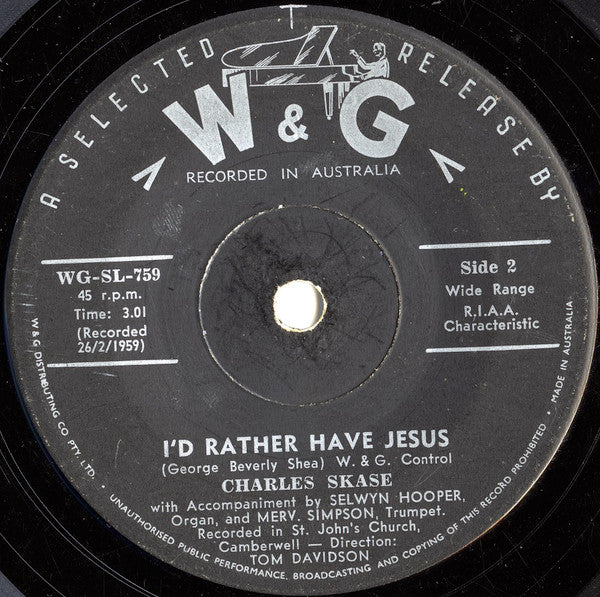 A SELECTED RELEASE BY
W & G
RECORDED IN AUSTRALIA
WG-SL-759
45 r.p.m.
Time: 3.01
(Recorded
26/2/1959)
Side 2
Wide Range
R.I.A.A.
Characteristic
I'D RATHER HAVE JESUS
(George Beverly Shea) W. & G. Control
CHARLES SKASE
with Accompaniment by SELWYN HOOPER,
Organ, and MERV. SIMPSON, Trumpet.
Recorded in St. John's Church,
Camberwell — Direction:
TOM DAVIDSON
W & G DISTRIBUTING CO PTY. LTD. • UNAUTHORISED PUBLIC PERFORMANCE, BROADCASTING AND COPYING OF THIS RECORD PROHIBITED • MADE IN AUSTRALIA